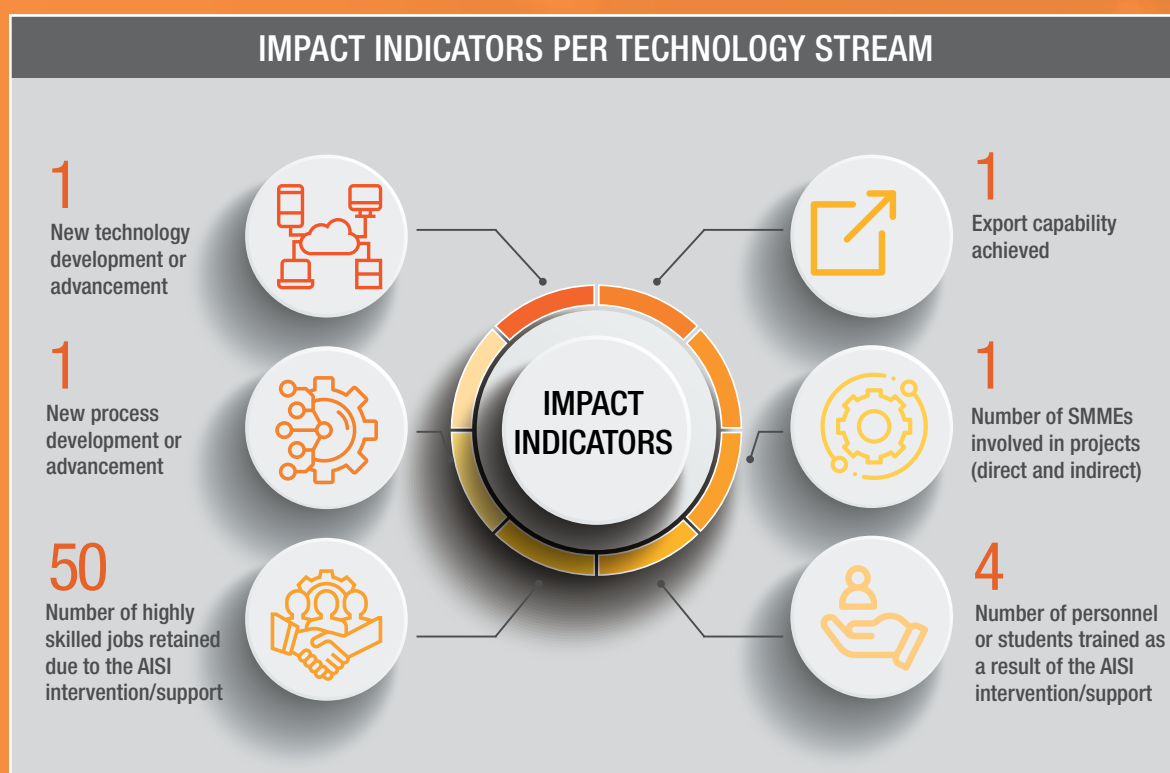 IMPACT INDICATORS PER TECHNOLOGY STREAM
1
New technology
development or
advancement
1
New process
development or
advancement
50
Number of highly
skilled jobs retained
due to the AISI
intervention/support
IMPACT
INDICATORS
1
Export capability
achieved
1
Number of SMMEs
involved in projects
(direct and indirect)
4
Number of personnel
or students trained as
a result of the AISI
intervention/support